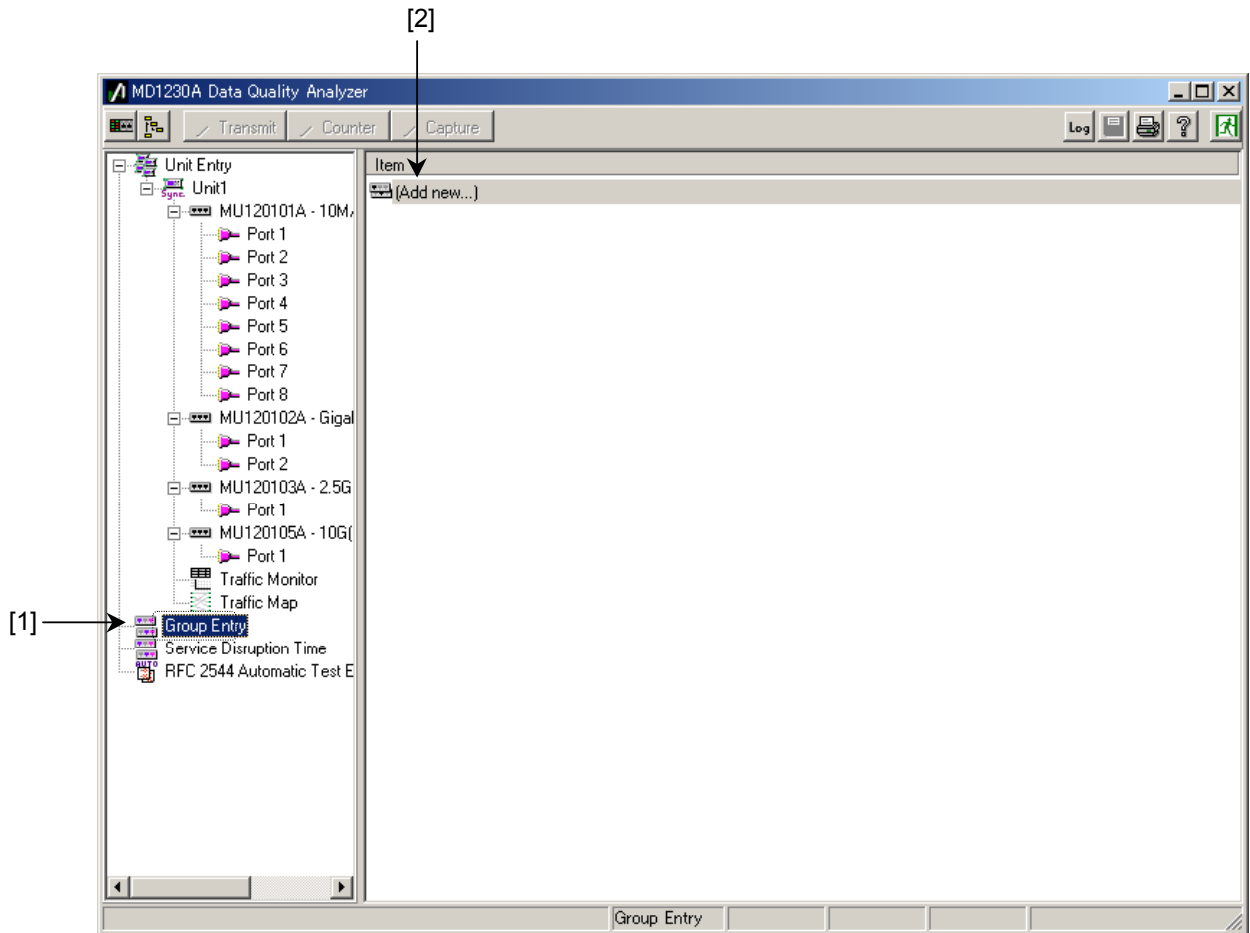 [2]
MD1230A Data Quality Analyzer
Transmit Counter Capture Log
Unit Entry
Item
Sync. Unit1
(Add new...)
MU120101A - 10M
Port 1
Port 2
Port 3
Port 4
Port 5
Port 6
Port 7
Port 8
MU120102A - Gigal
Port 1
Port 2
MU120103A - 2.5G
Port 1
MU120105A - 10G(
Port 1
Traffic Monitor
Traffic Map
[1]
Group Entry
Service Disruption Time
AUTO
RFC 2544 Automatic Test E
Group Entry